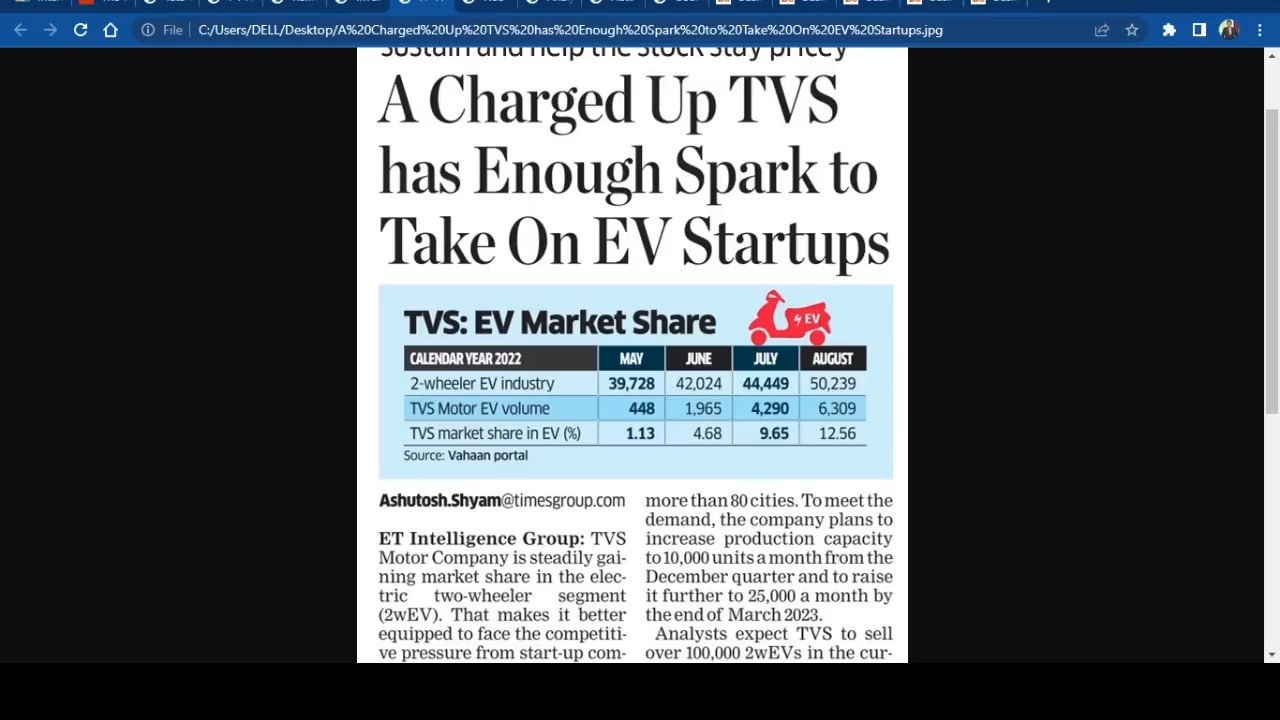 File C:/Users/DELL/Desktop/A%20Charged%20Up%20TVS%20has%20Enough%20Spark%20to%20Take%20On%20EV%20Startups.jpg
sustain and help the stock stay pricey
A Charged Up TVS
has Enough Spark to
Take On EV Startups
TVS: EV Market Share
EV
CALENDAR YEAR 2022 MAY JUNE JULY AUGUST
2-wheeler EV industry 39,728 42,024 44,449 50,239
TVS Motor EV volume 448 1,965 4,290 6,309
TVS market share in EV (%) 1.13 4.68 9.65 12.56
Source: Vahaan portal
Ashutosh.Shyam@timesgroup.com
ET Intelligence Group: TVS
Motor Company is steadily gai-
ning market share in the elec-
tric two-wheeler segment
(2wEV). That makes it better
equipped to face the competiti-
ve pressure from start-up com-
more than 80 cities. To meet the
demand, the company plans to
increase production capacity
to 10,000 units a month from the
December quarter and to raise
it further to 25,000 a month by
the end of March 2023.
Analysts expect TVS to sell
over 100,000 2wEVs in the cur-